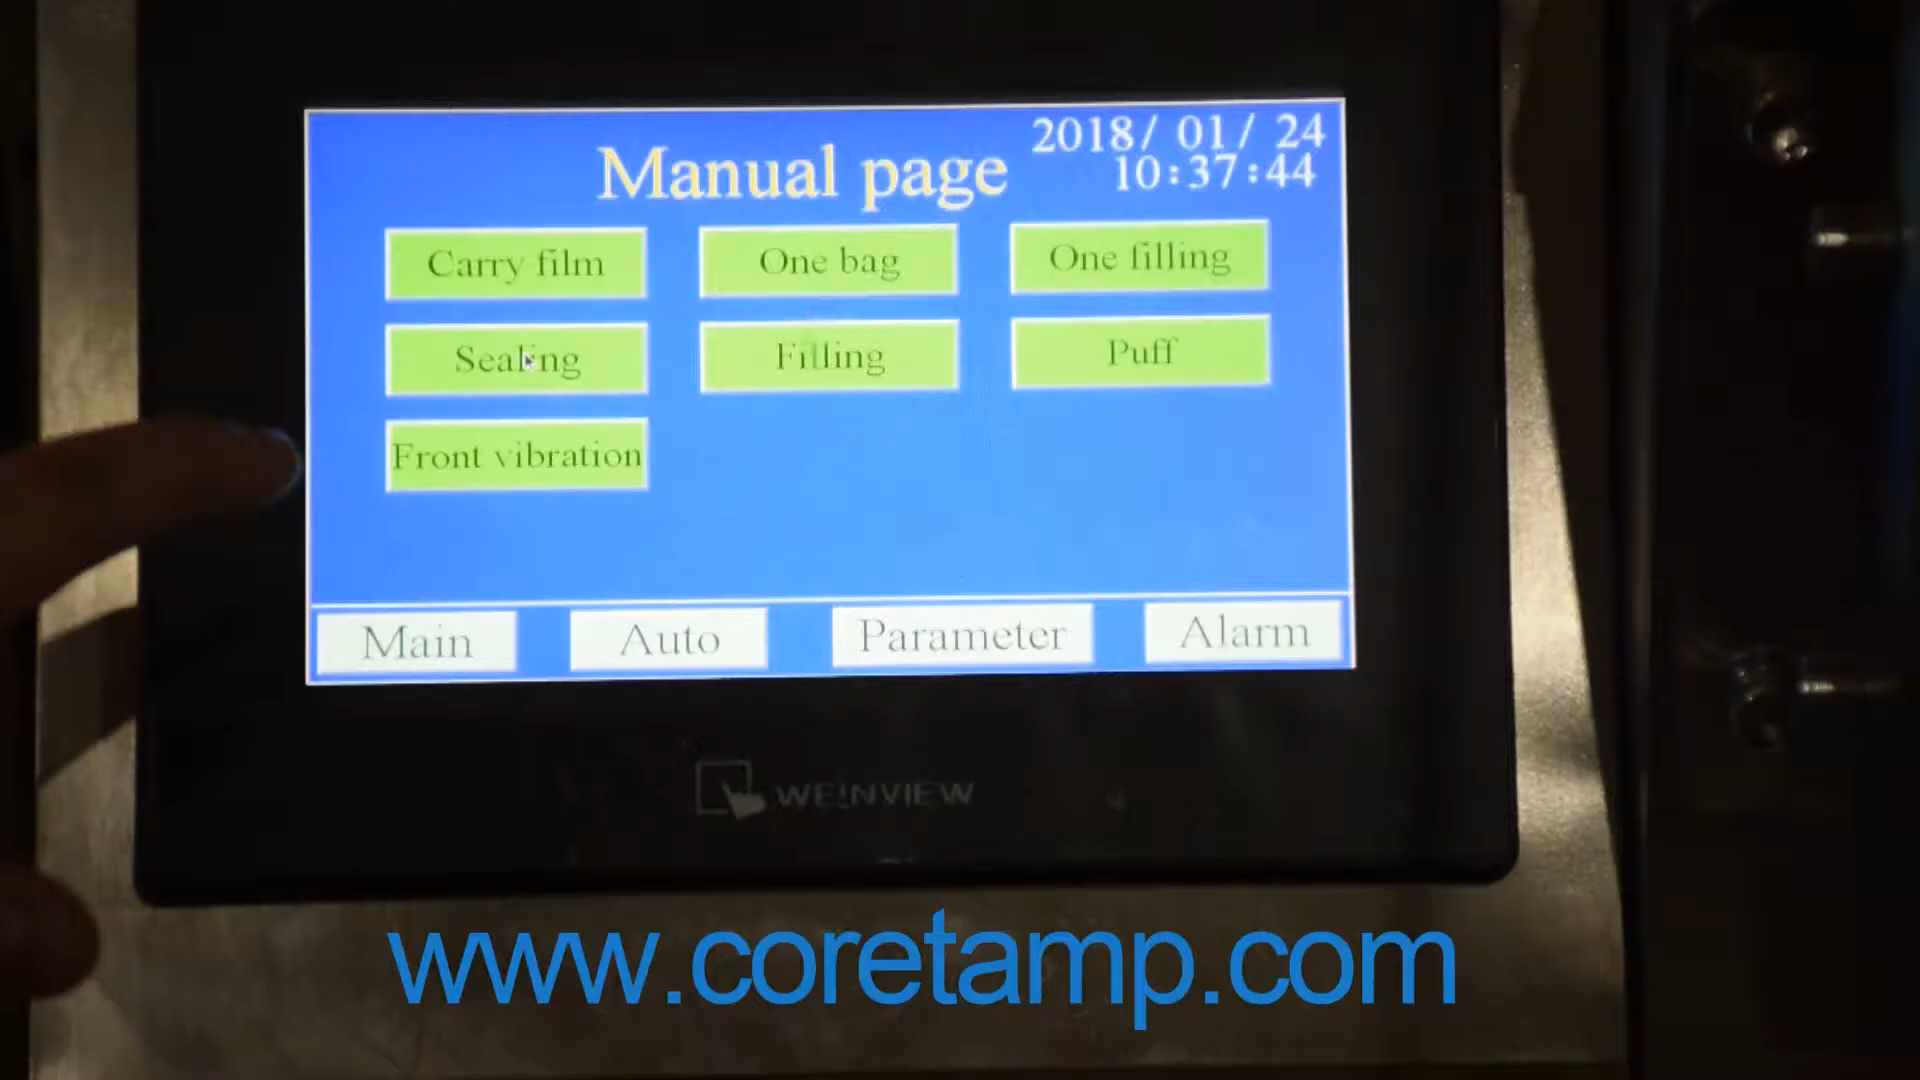 Manual page
2018/ 01/ 24
10:37:44
Carry film
One bag
One filling
Sealing
Filling
Puff
Front vibration
Main
Auto
Parameter
Alarm
WEINVIEW
www.coretamp.com